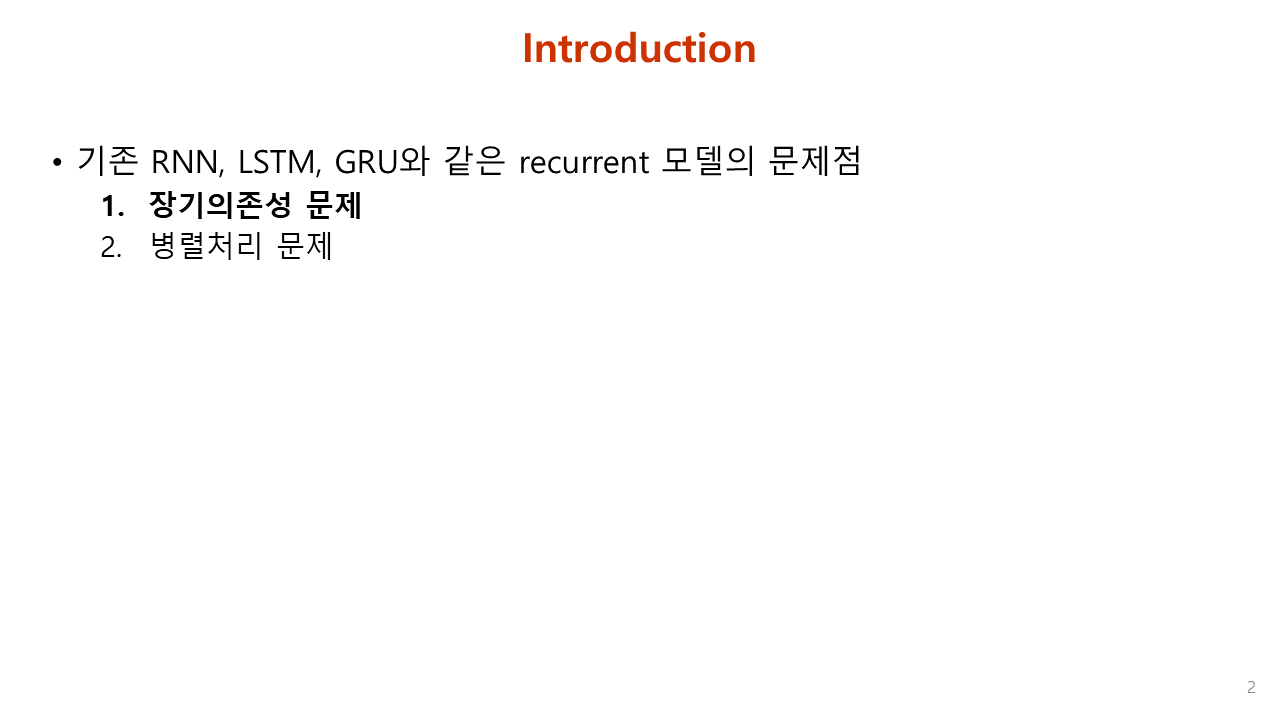 Introduction
• 기존 RNN, LSTM, GRU와 같은 recurrent 모델의 문제점
1. 장기의존성 문제
2. 병렬처리 문제
2